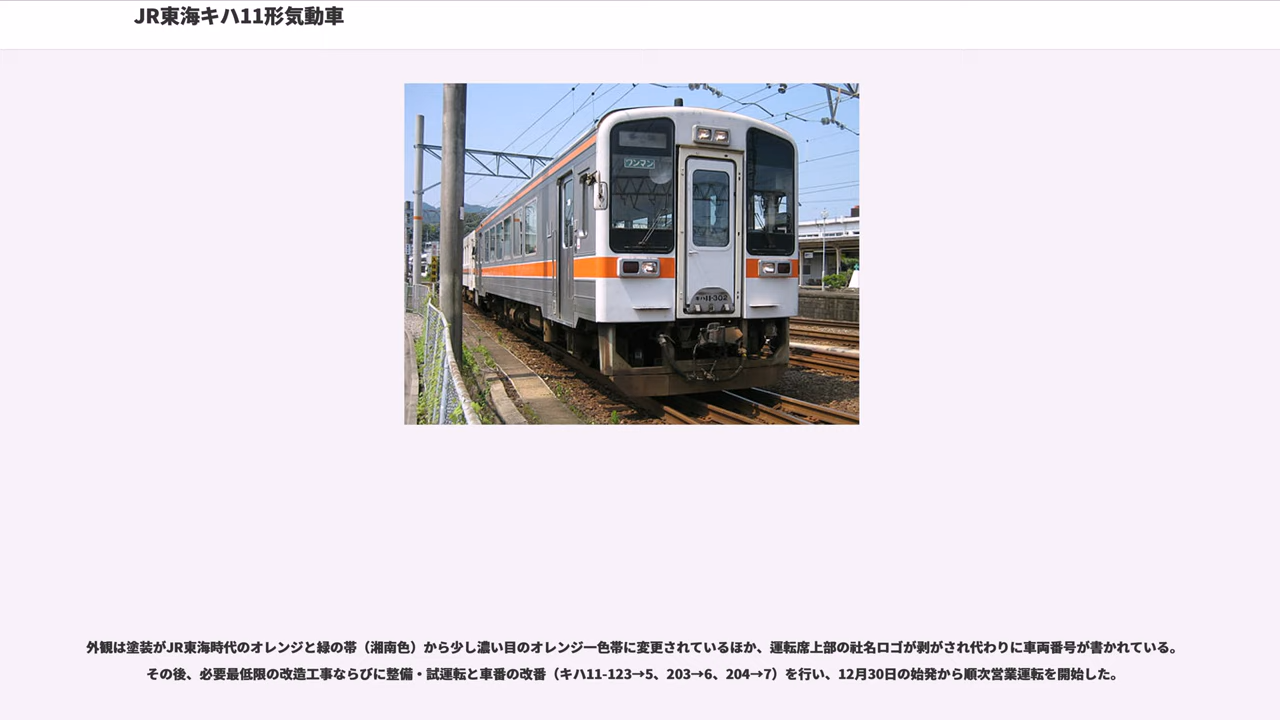 JR東海キハ11形気動車
ワンマン
キハ11-302
外観は塗装がJR東海時代のオレンジと緑の帯（湘南色）から少し濃い目のオレンジ一色帯に変更されているほか、運転席上部の社名ロゴが剥がされ代わりに車両番号が書かれている。
その後、必要最低限の改造工事ならびに整備・試運転と車番の改番（キハ11-123→5、203→6、204→7）を行い、12月30日の始発から順次営業運転を開始した。